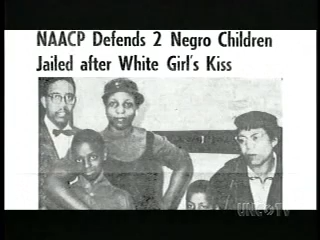 NAACP Defends 2 Negro Children
Jailed after White Girl's Kiss
UNC-TV